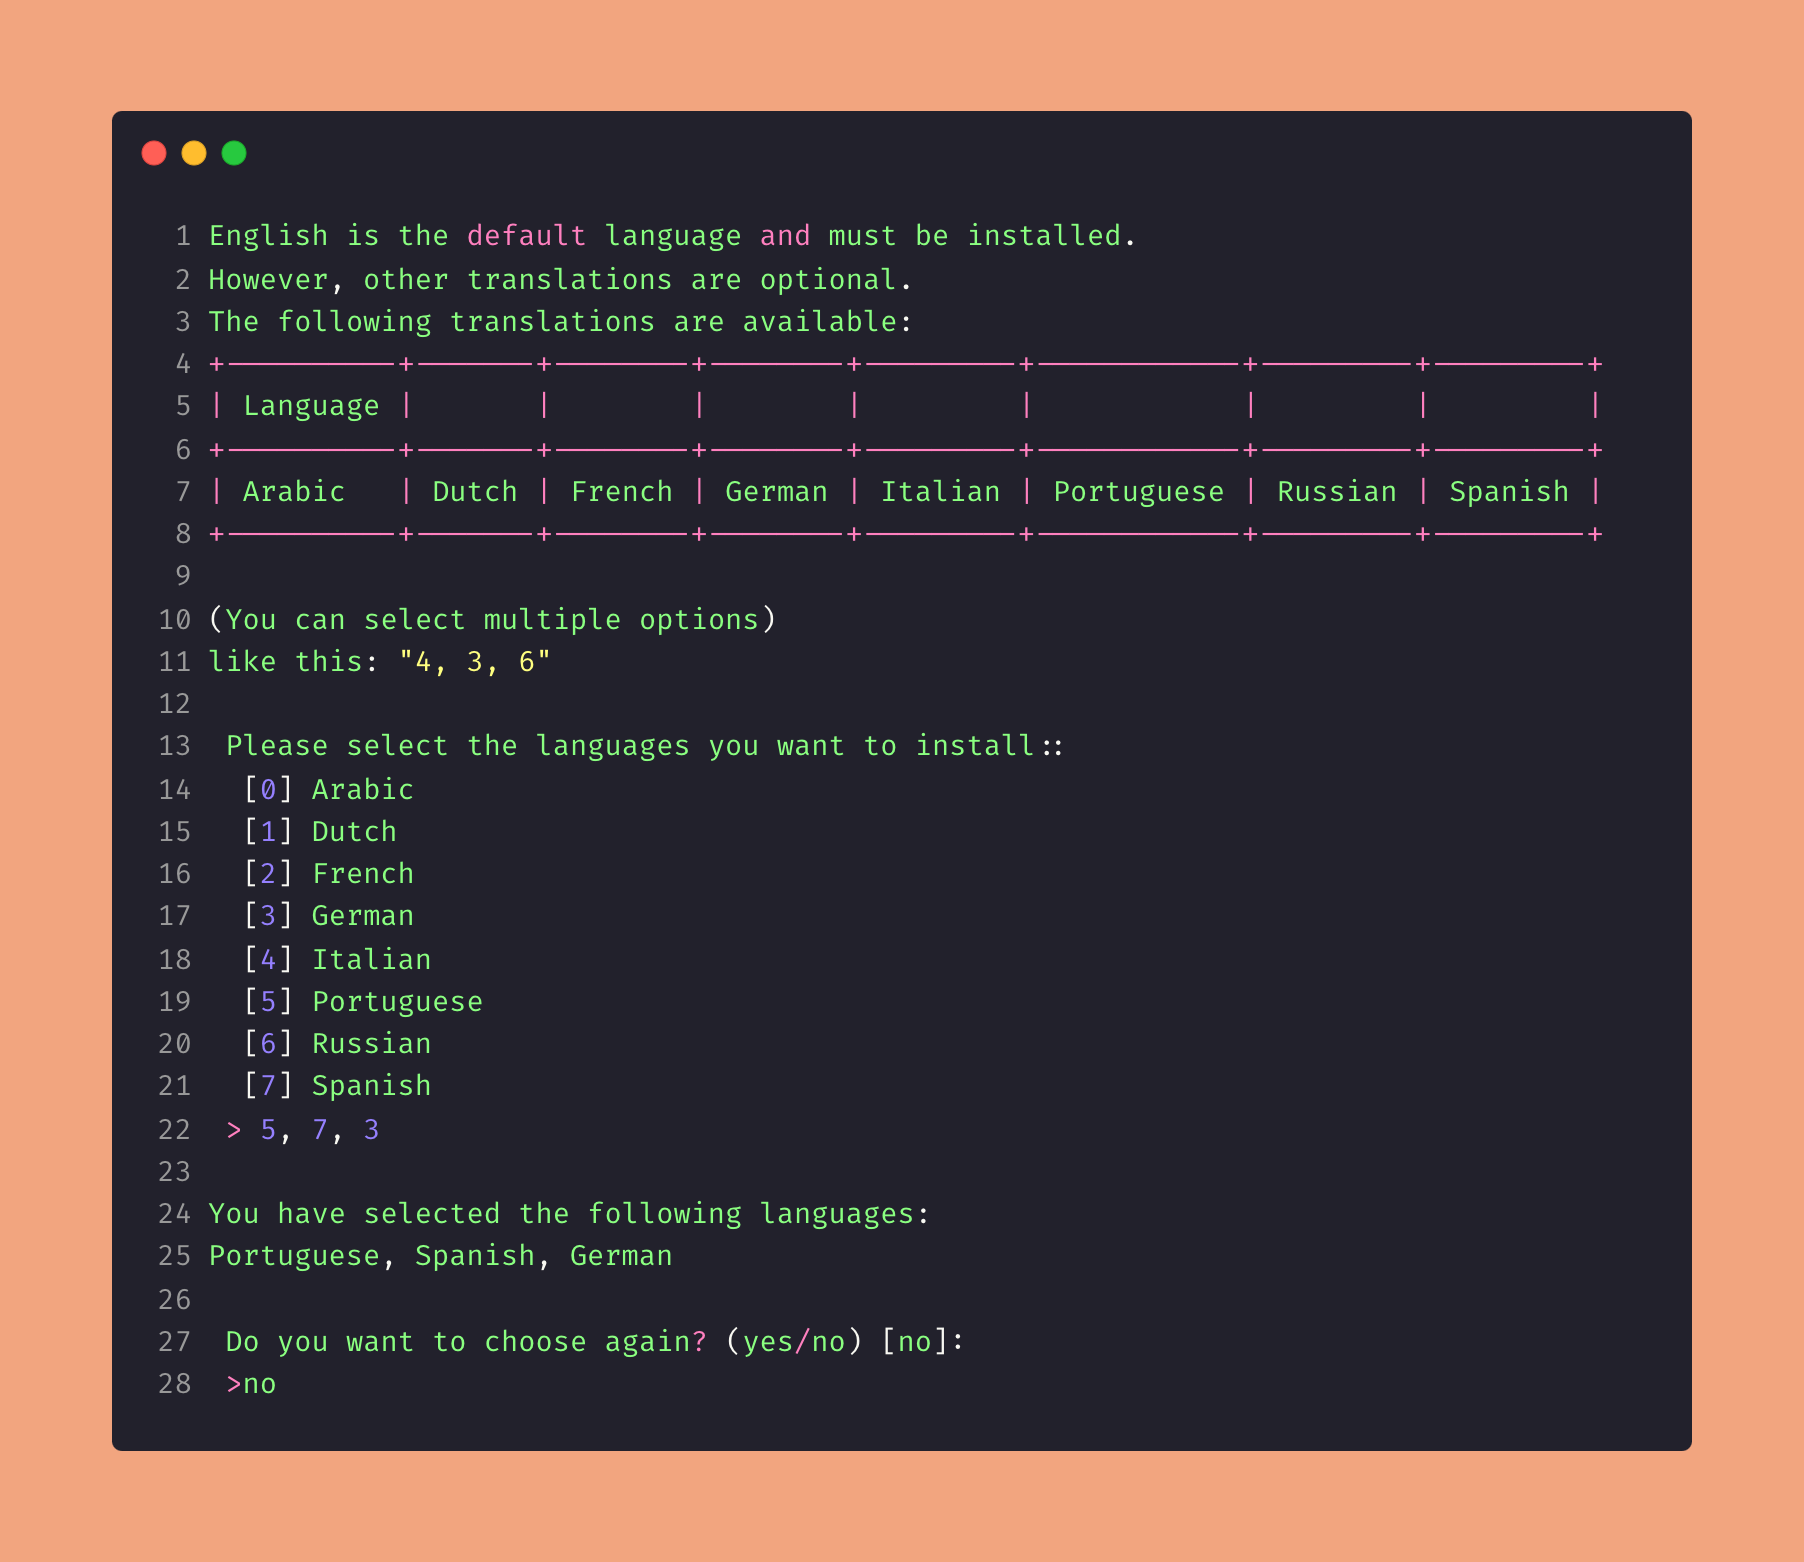 1 English is the default language and must be installed.
2 However, other translations are optional.
3 The following translations are available:
4 +----------+-------+--------+--------+---------+------------+---------+---------+
5 | Language |       |        |        |         |            |         |         |
6 +----------+-------+--------+--------+---------+------------+---------+---------+
7 | Arabic   | Dutch | French | German | Italian | Portuguese | Russian | Spanish |
8 +----------+-------+--------+--------+---------+------------+---------+---------+
9
10 (You can select multiple options)
11 like this: "4, 3, 6"
12
13  Please select the languages you want to install::
14   [0] Arabic
15   [1] Dutch
16   [2] French
17   [3] German
18   [4] Italian
19   [5] Portuguese
20   [6] Russian
21   [7] Spanish
22  > 5, 7, 3
23
24 You have selected the following languages:
25 Portuguese, Spanish, German
26
27  Do you want to choose again? (yes/no) [no]:
28  >no